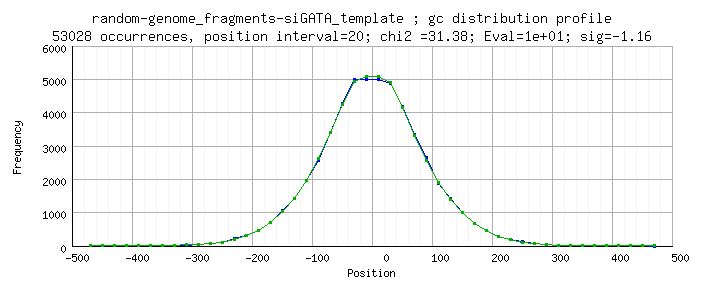 random-genome_fragments-siGATA_template ; gc distribution profile
53028 occurrences, position interval=20; chi2 =31.38; Eval=1e+01; sig=-1.16
6000
5000
4000
3000
2000
1000
0
Frequency
-500 -400 -300 -200 -100 0 100 200 300 400 500
Position